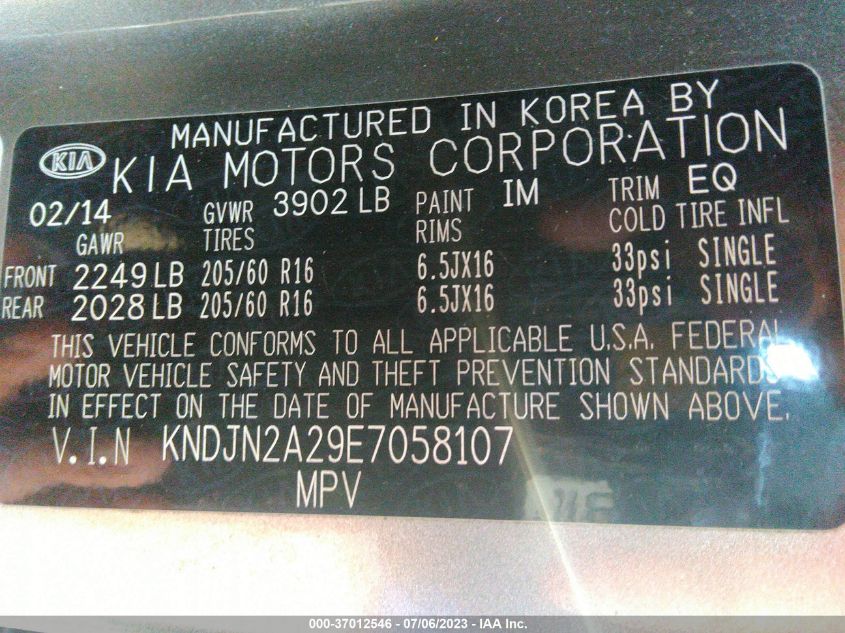 MANUFACTURED IN KOREA BY
KIA KIA MOTORS CORPORATION
02/14 GVWR 3902 LB PAINT IM TRIM EQ
GAWR TIRES RIMS COLD TIRE INFL
FRONT 2249 LB 205/60 R16 6.5JX16 33psi SINGLE
REAR 2028 LB 205/60 R16 6.5JX16 33psi SINGLE
THIS VEHICLE CONFORMS TO ALL APPLICABLE U.S.A. FEDERAL
MOTOR VEHICLE SAFETY AND THEFT PREVENTION STANDARDS
IN EFFECT ON THE DATE OF MANUFACTURE SHOWN ABOVE.
V.I.N KNDJN2A29E7058107
MPV
000-37012546 - 07/06/2023 - IAA Inc.